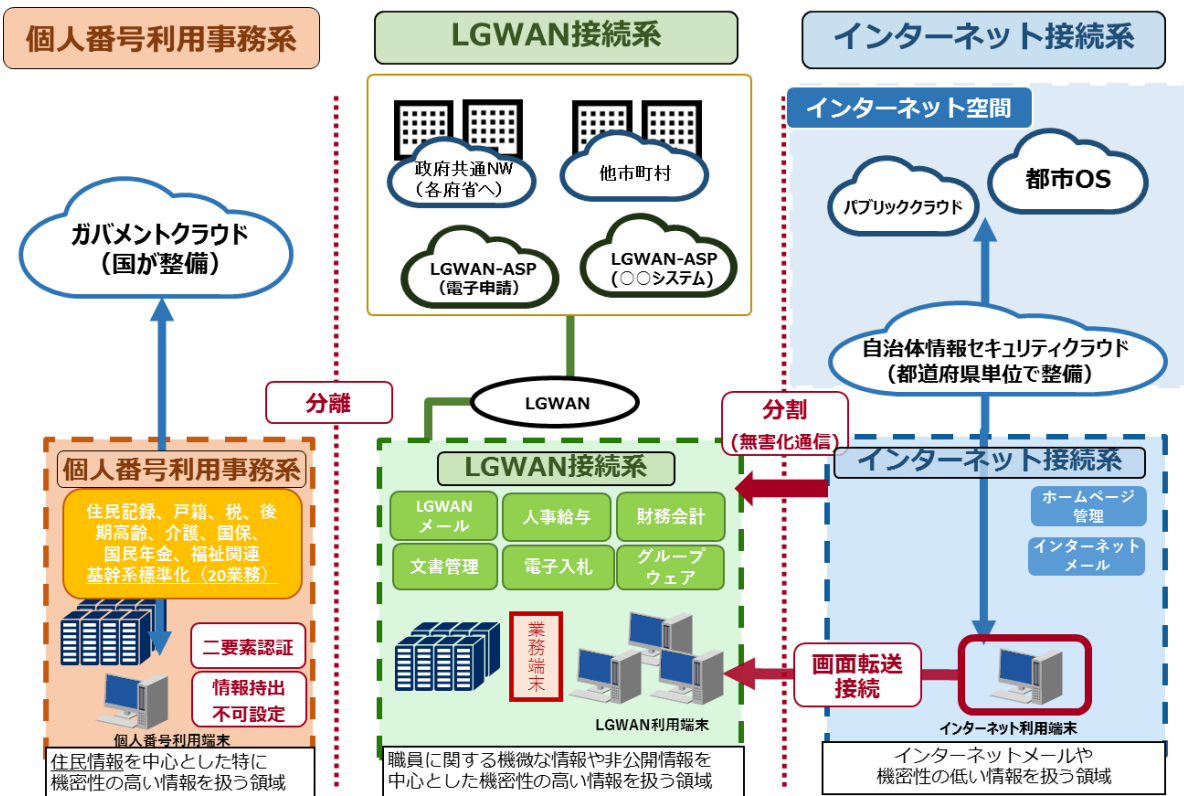 個人番号利用事務系
LGWAN接続系
インターネット接続系
インターネット空間
政府共通NW
（各府省へ）
他市町村
パブリッククラウド
都市OS
ガバメントクラウド
（国が整備）
LGWAN-ASP
（電子申請）
LGWAN-ASP
（○○システム）
自治体情報セキュリティクラウド
（都道府県単位で整備）
分離
LGWAN
分割
（無害化通信）
個人番号利用事務系
住民記録、戸籍、税、後
期高齢、介護、国保、
国民年金、福祉関連
基幹系標準化（20業務）
二要素認証
情報持出
不可設定
個人番号利用端末
住民情報を中心とした特に
機密性の高い情報を扱う領域
LGWAN接続系
LGWAN
メール
人事給与
財務会計
文書管理
電子入札
グループ
ウェア
業務端末
LGWAN利用端末
職員に関する機微な情報や非公開情報を
中心とした機密性の高い情報を扱う領域
インターネット接続系
ホームページ
管理
インターネット
メール
画面転送
接続
インターネット利用端末
インターネットメールや
機密性の低い情報を扱う領域